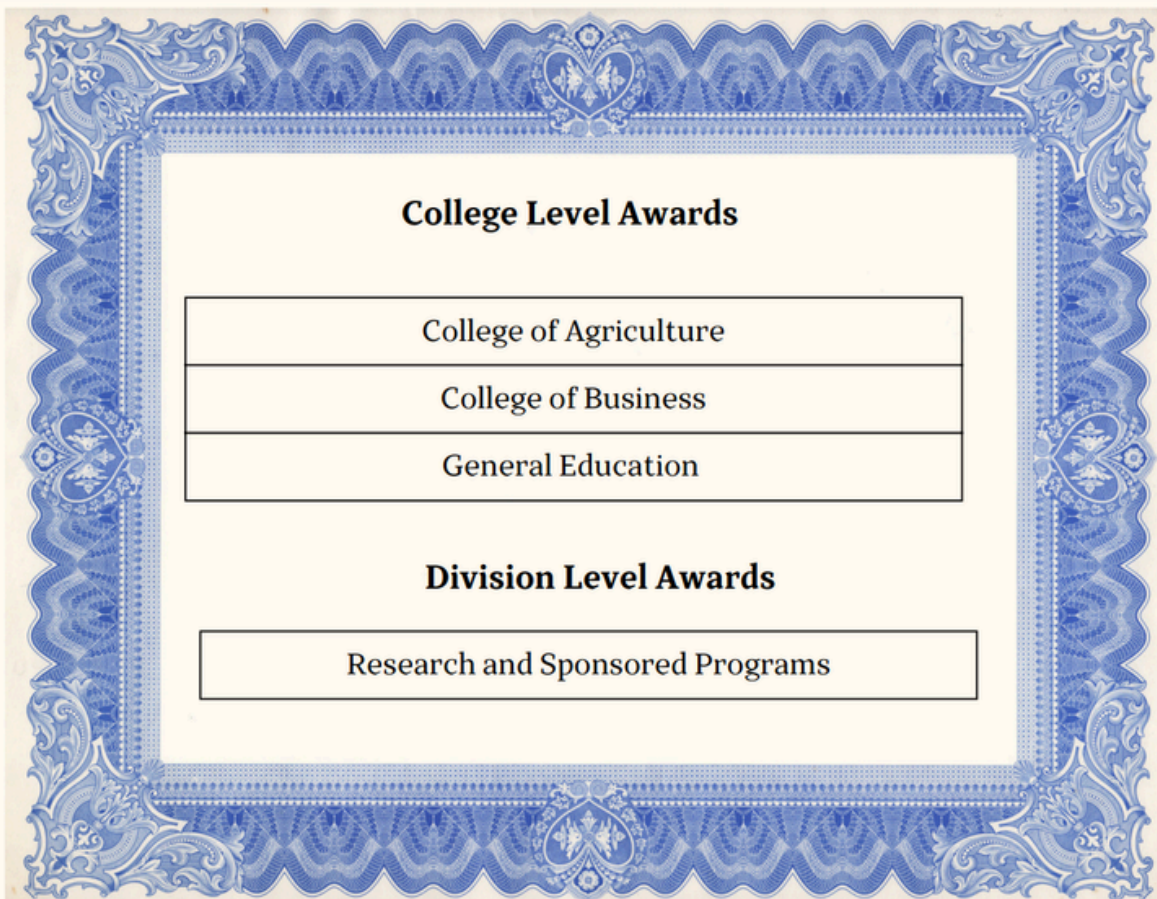 College Level Awards
College of Agriculture
College of Business
General Education
Division Level Awards
Research and Sponsored Programs